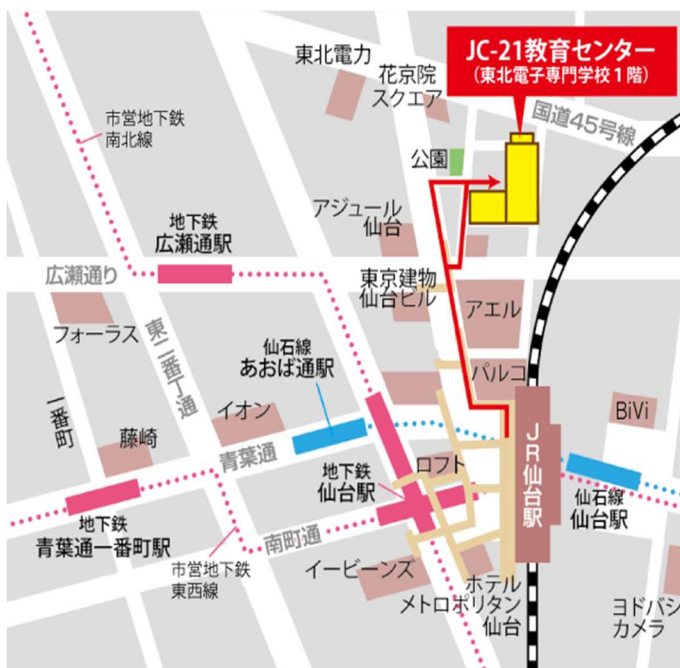 JC-21教育センター
(東北電子専門学校1階)
東北電力
花京院
スクエア
国道45号線
市営地下鉄
南北線
公園
アジュール
仙台
地下鉄
広瀬通駅
広瀬通り
東京建物
仙台ビル
アエル
フォーラス
東二番丁通
仙石線
あおば通駅
パルコ
一番町
イオン
BiVi
藤崎
青葉通
ロフト
JR仙台駅
地下鉄
仙台駅
仙石線
仙台駅
地下鉄
青葉通一番町駅
南町通
市営地下鉄
東西線
イービーンズ
ホテル
メトロポリタン
仙台
ヨドバシ
カメラ